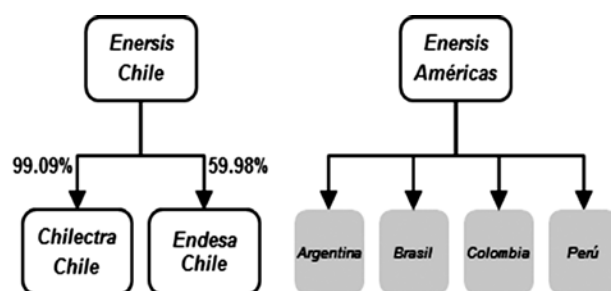 Enersis
Chile
Enersis
Américas
99.09%
59.98%
Chilectra
Chile
Endesa
Chile
Argentina
Brasil
Colombia
Perú